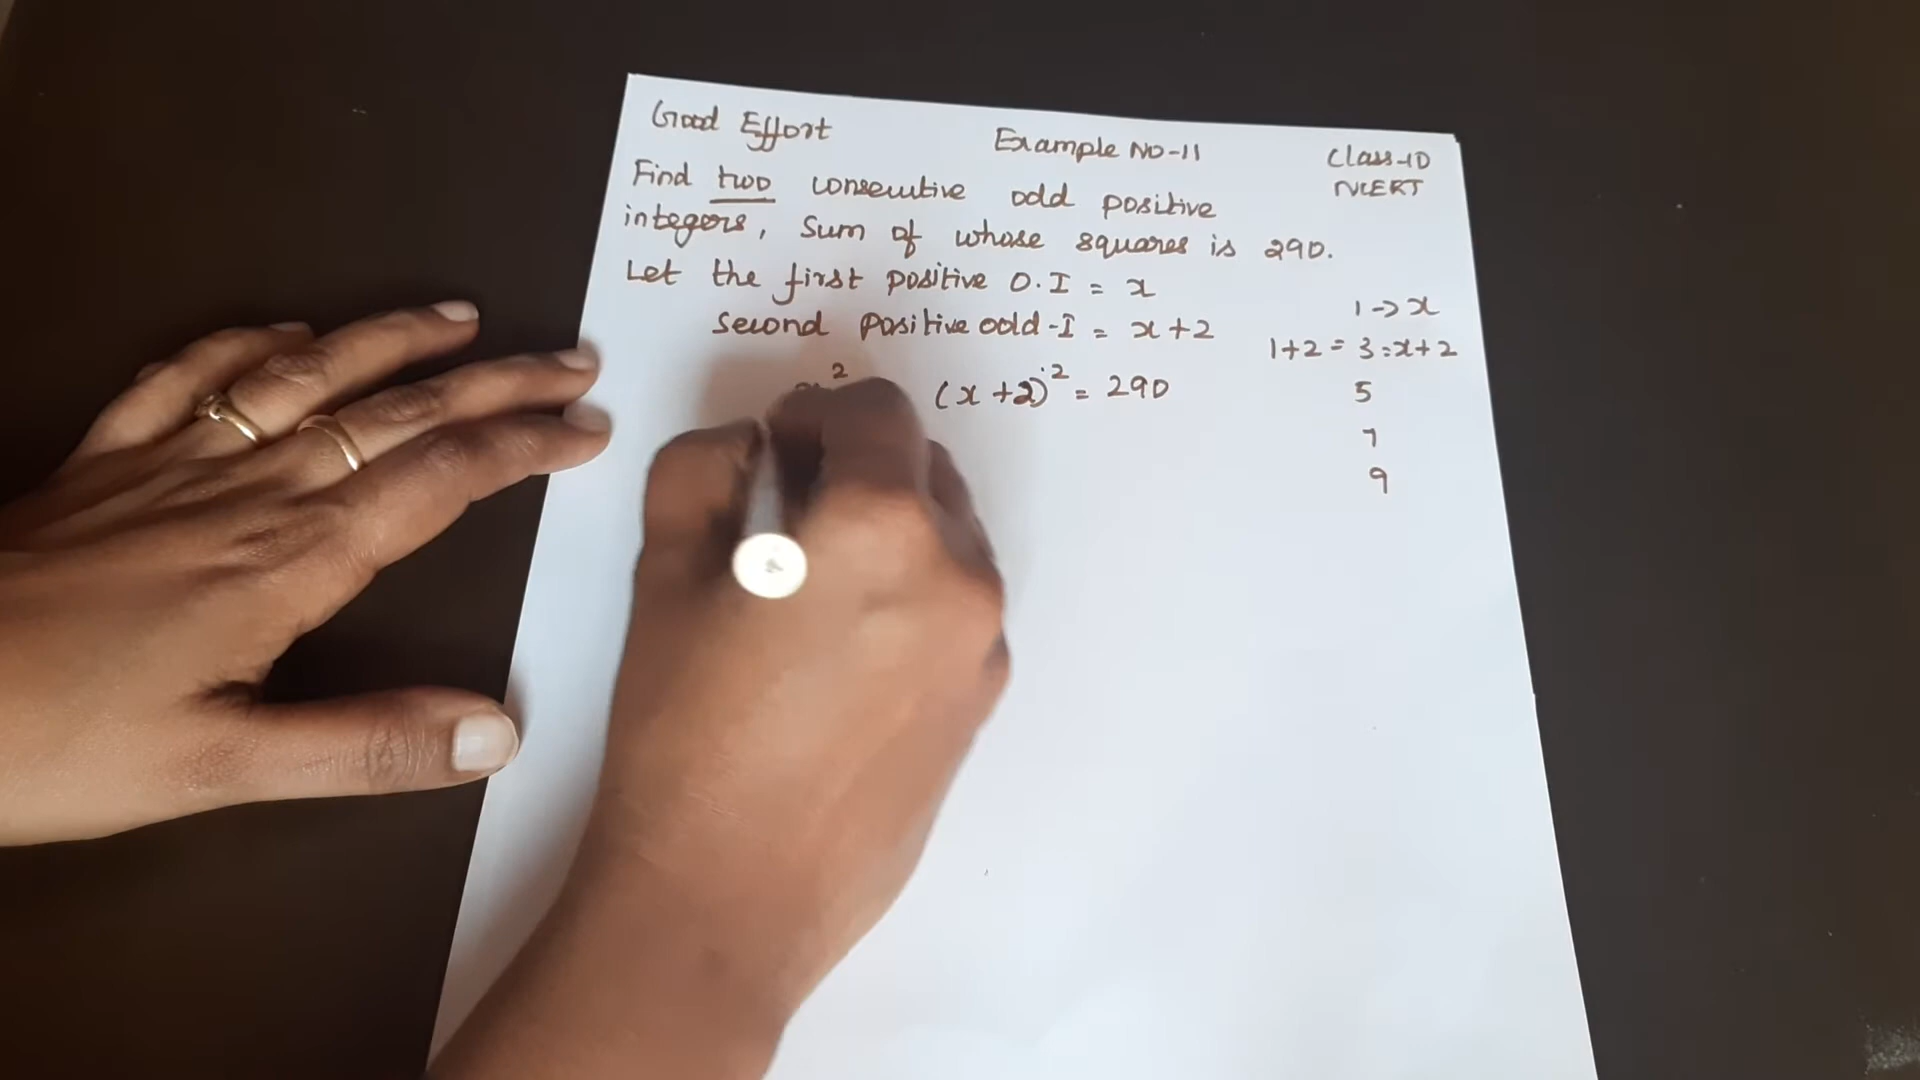 Good Effort Example NO-11 Class-10
NCERT
Find two consecutive odd positive
integers, Sum of whose squares is 290.
Let the first positive O.I = x
Second positive odd-I = x+2
2 (x+2)² = 290
1->x
1+2 = 3=x+2
5
7
9